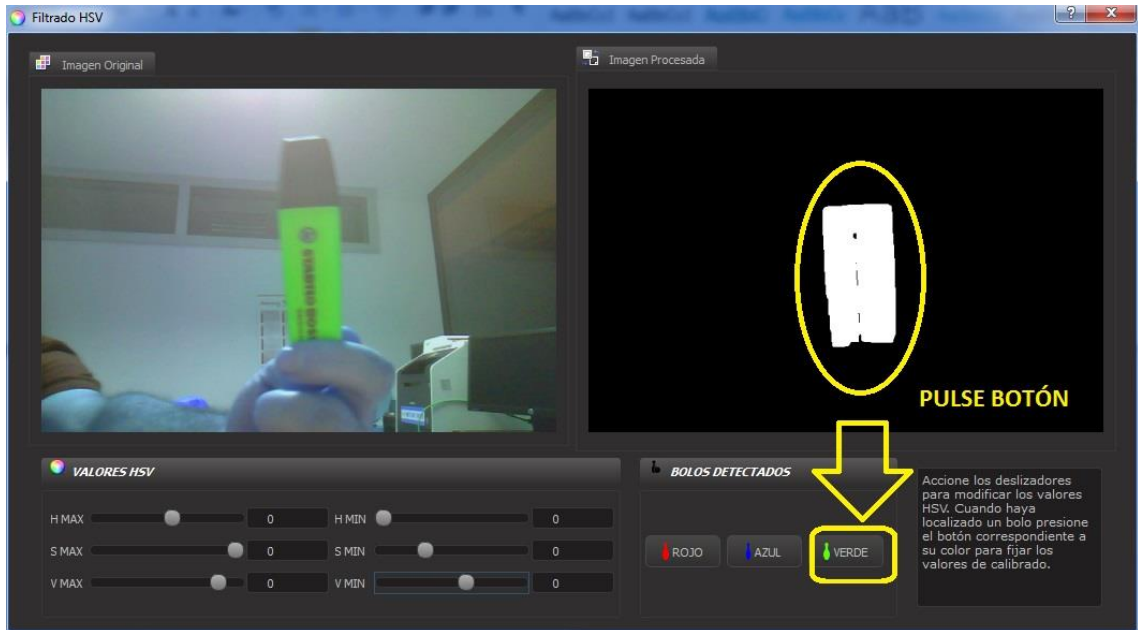 Filtrado HSV
?
X
Imagen Original
Imagen Procesada
STABILO BOSS
PULSE BOTÓN
VALORES HSV
BOLOS DETECTADOS
H MAX 0 H MIN 0
S MAX 0 S MIN 0
V MAX 0 V MIN 0
ROJO AZUL VERDE
Accione los deslizadores
para modificar los valores
HSV. Cuando haya
localizado un bolo presione
el botón correspondiente a
su color para fijar los
valores de calibrado.